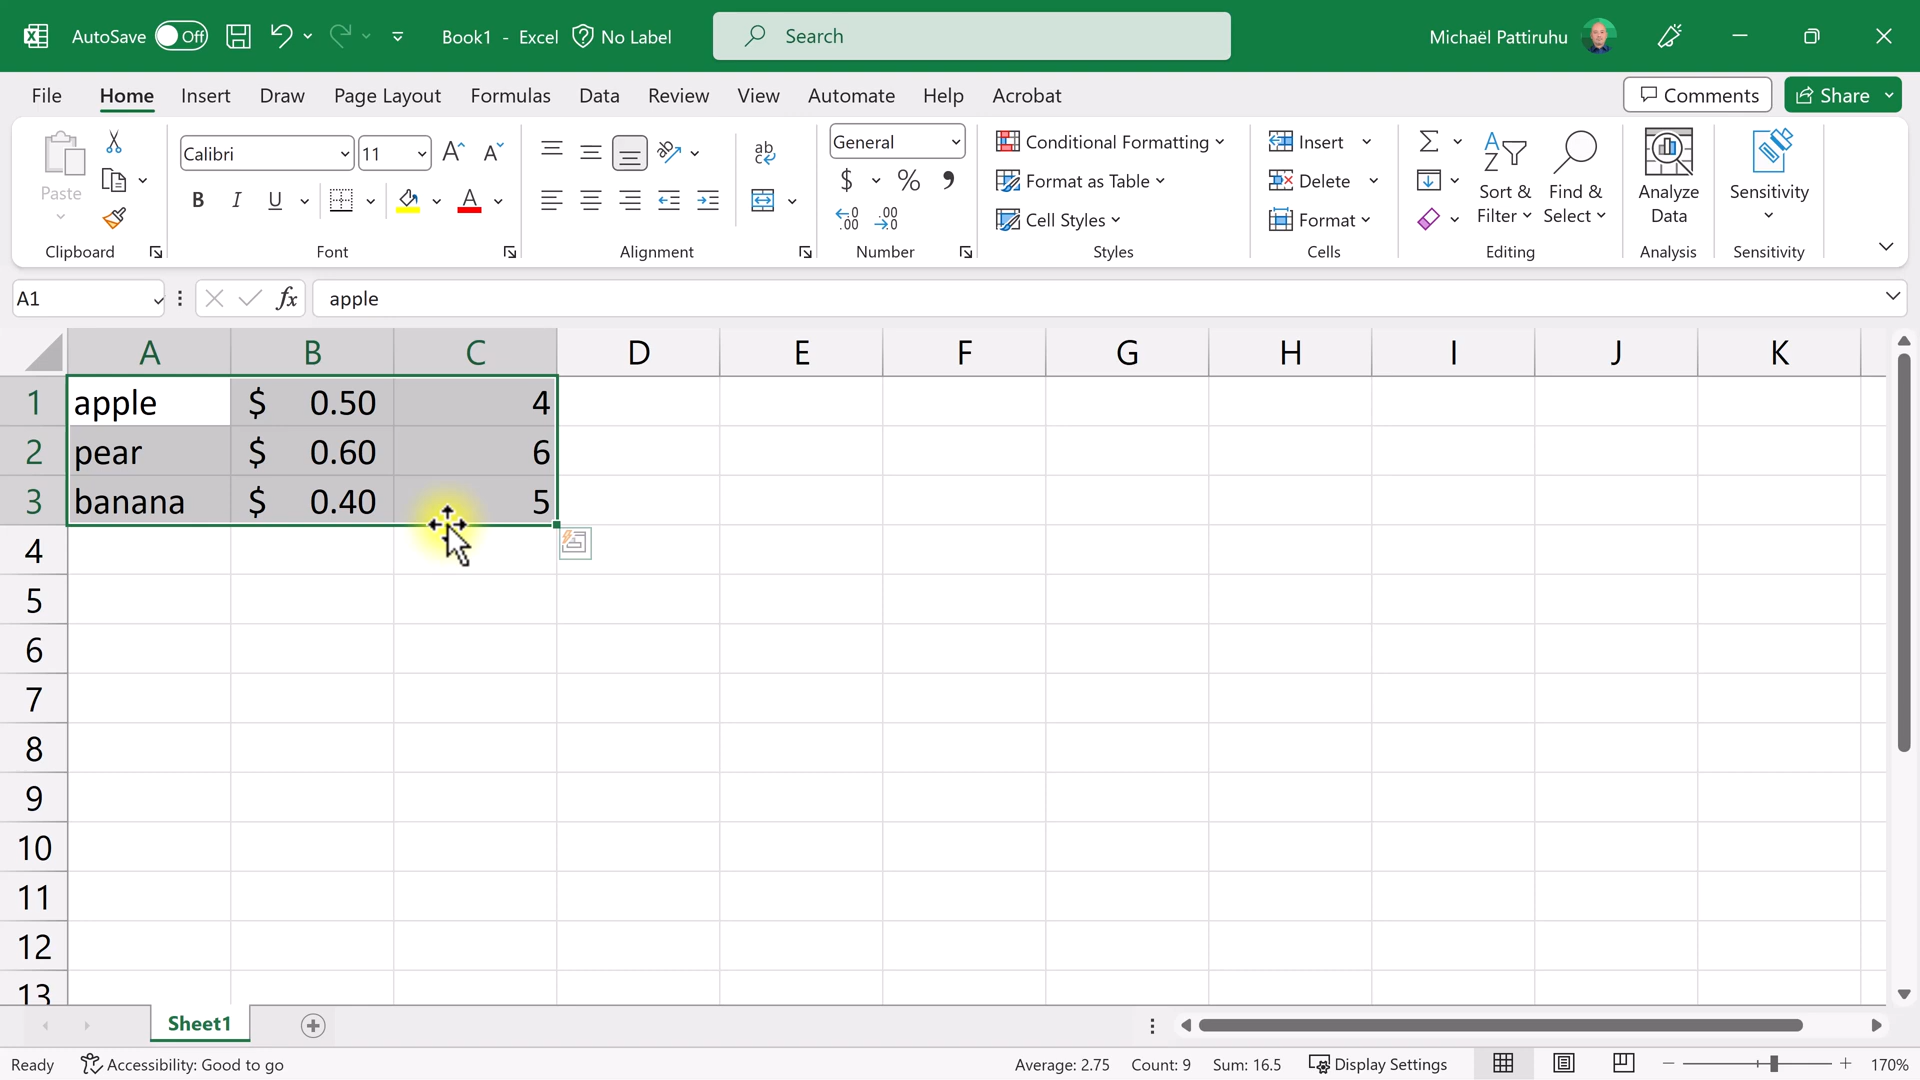 AutoSave Off Book1 - Excel No Label Search Michaël Pattiruhu
File Home Insert Draw Page Layout Formulas Data Review View Automate Help Acrobat Comments Share
Paste Calibri 11 ab General Conditional Formatting Insert Sort & Find & Analyze Sensitivity
B I U A $ % Format as Table Delete Filter Select Data
Cell Styles Format
Clipboard Font Alignment Number Styles Cells Editing Analysis Sensitivity
A1 fx apple
A B C D E F G H I J K
1 apple $ 0.50 4
2 pear $ 0.60 6
3 banana $ 0.40 5
4
5
6
7
8
9
10
11
12
13
Sheet1
Ready Accessibility: Good to go Average: 2.75 Count: 9 Sum: 16.5 Display Settings 170%